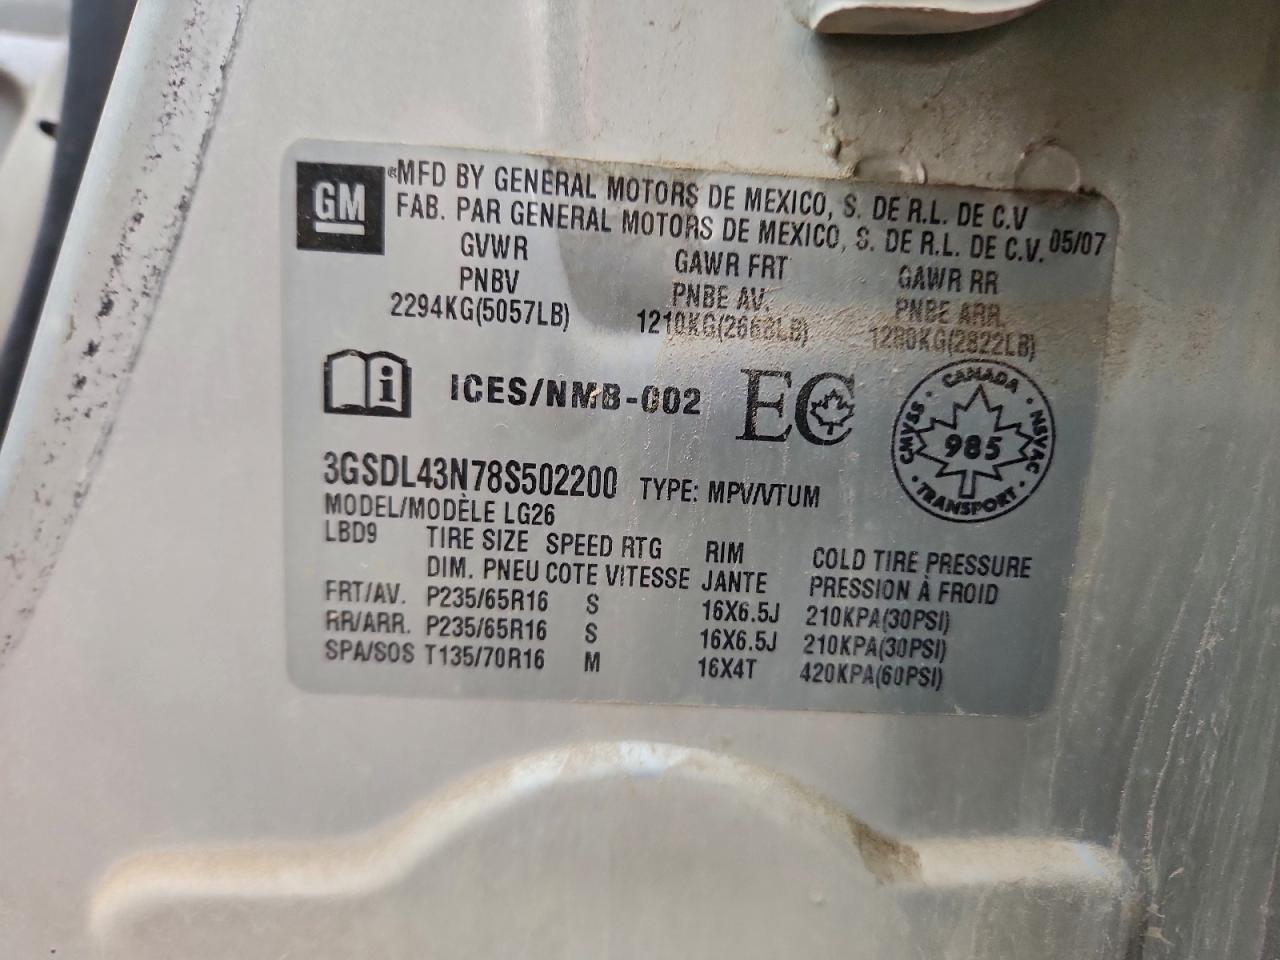 GM
MFD BY GENERAL MOTORS DE MEXICO, S. DE R.L. DE C.V
FAB. PAR GENERAL MOTORS DE MEXICO, S. DE R.L. DE C.V. 05/07
GVWR GAWR FRT GAWR RR
PNBV PNBE AV. PNBE ARR.
2294KG(5057LB) 1210KG(2668LB) 1280KG(2822LB)
i ICES/NMB-002 EC
CANADA
CMVSS 985 NSVAC
TRANSPORT
3GSDL43N78S502200 TYPE: MPV/VTUM
MODEL/MODÈLE LG26
LBD9 TIRE SIZE SPEED RTG RIM COLD TIRE PRESSURE
DIM. PNEU COTE VITESSE JANTE PRESSION À FROID
FRT/AV. P235/65R16 S 16X6.5J 210KPA(30PSI)
RR/ARR. P235/65R16 S 16X6.5J 210KPA(30PSI)
SPA/SOS T135/70R16 M 16X4T 420KPA(60PSI)